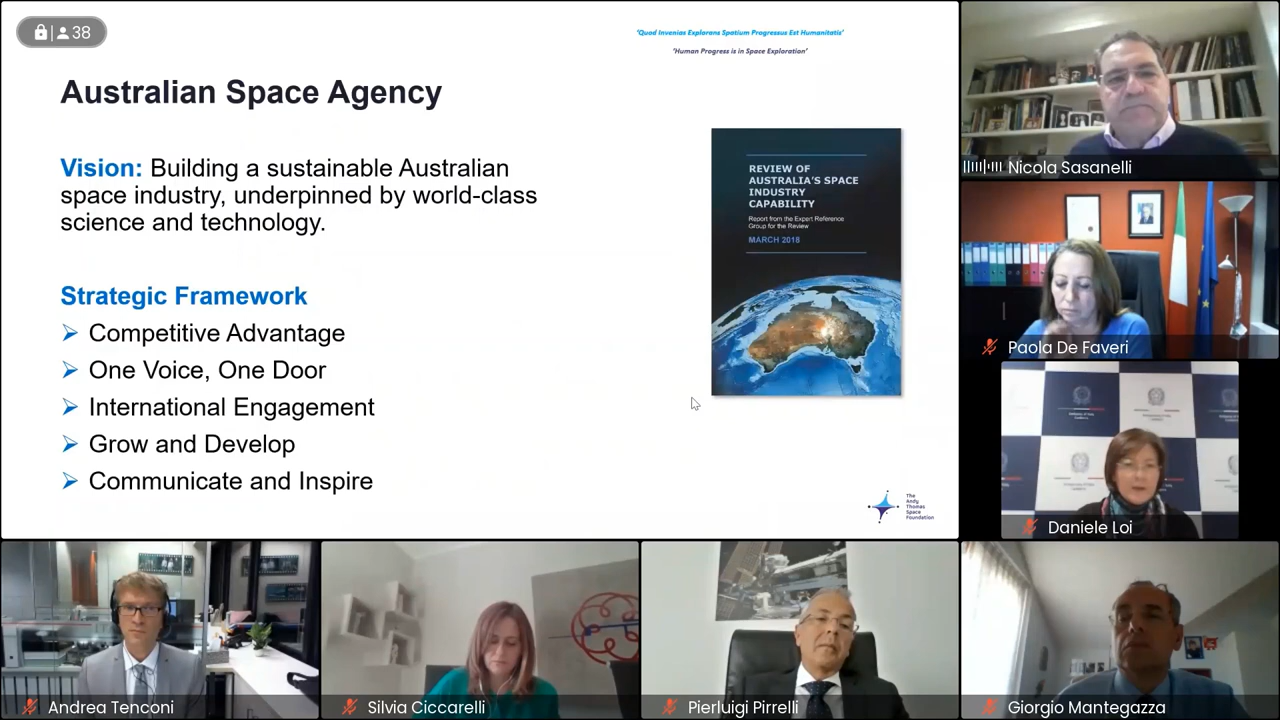 38
"Quod Invenias Explorans Spatium Progressus Est Humanitatis"
"Human Progress is in Space Exploration"
Australian Space Agency
Vision: Building a sustainable Australian
space industry, underpinned by world-class
science and technology.
Strategic Framework
Competitive Advantage
One Voice, One Door
International Engagement
Grow and Develop
Communicate and Inspire
REVIEW OF
AUSTRALIA'S SPACE
INDUSTRY
CAPABILITY
Report from the Expert Reference
Group for the Review
MARCH 2018
The
Andy
Thomas
Space
Foundation
Nicola Sasanelli
Paola De Faveri
Daniele Loi
Andrea Tenconi
Silvia Ciccarelli
Pierluigi Pirrelli
Giorgio Mantegazza